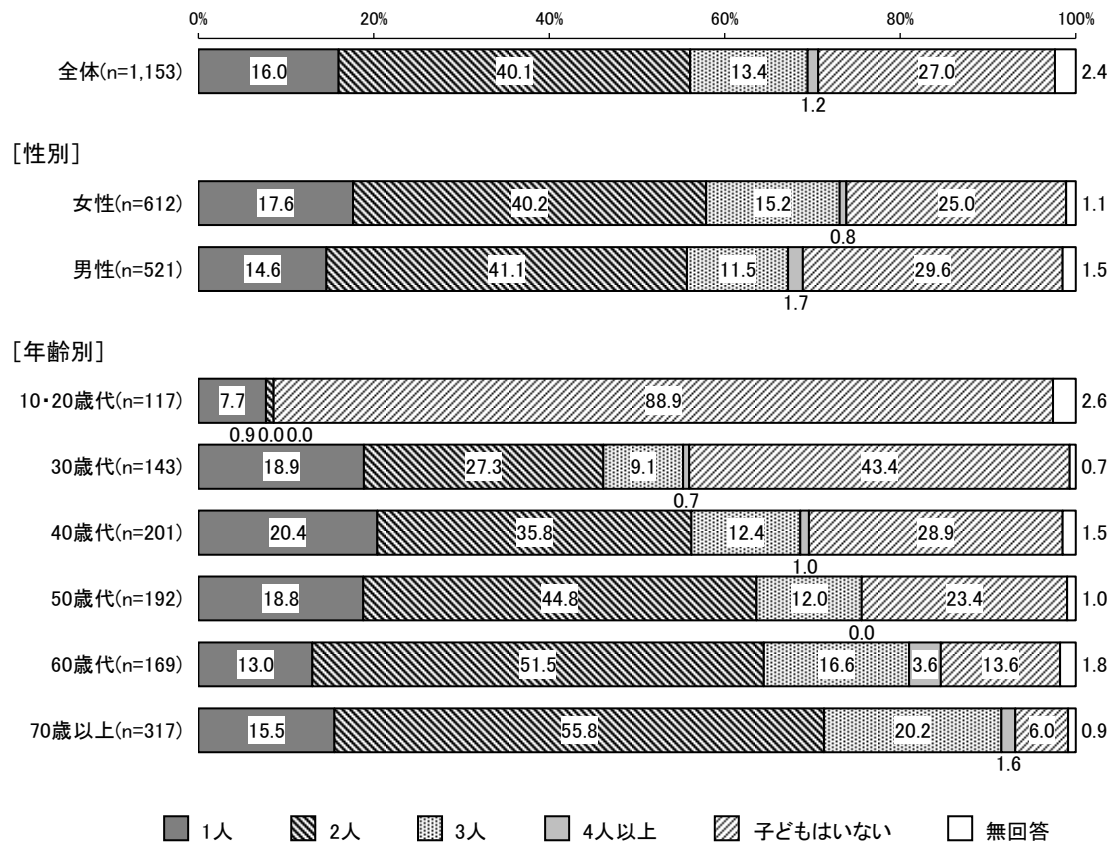 0% 20% 40% 60% 80% 100%
全体(n=1,153) 16.0 40.1 13.4 27.0 2.4
1.2
［性別］
女性(n=612) 17.6 40.2 15.2 25.0 1.1
0.8
男性(n=521) 14.6 41.1 11.5 29.6 1.5
1.7
［年齢別］
10・20歳代(n=117) 7.7 88.9 2.6
0.9 0.0 0.0
30歳代(n=143) 18.9 27.3 9.1 43.4 0.7
0.7
40歳代(n=201) 20.4 35.8 12.4 28.9 1.5
1.0
50歳代(n=192) 18.8 44.8 12.0 23.4 1.0
0.0
60歳代(n=169) 13.0 51.5 16.6 3.6 13.6 1.8
70歳以上(n=317) 15.5 55.8 20.2 6.0 0.9
1.6
1人 2人 3人 4人以上 子どもはいない 無回答